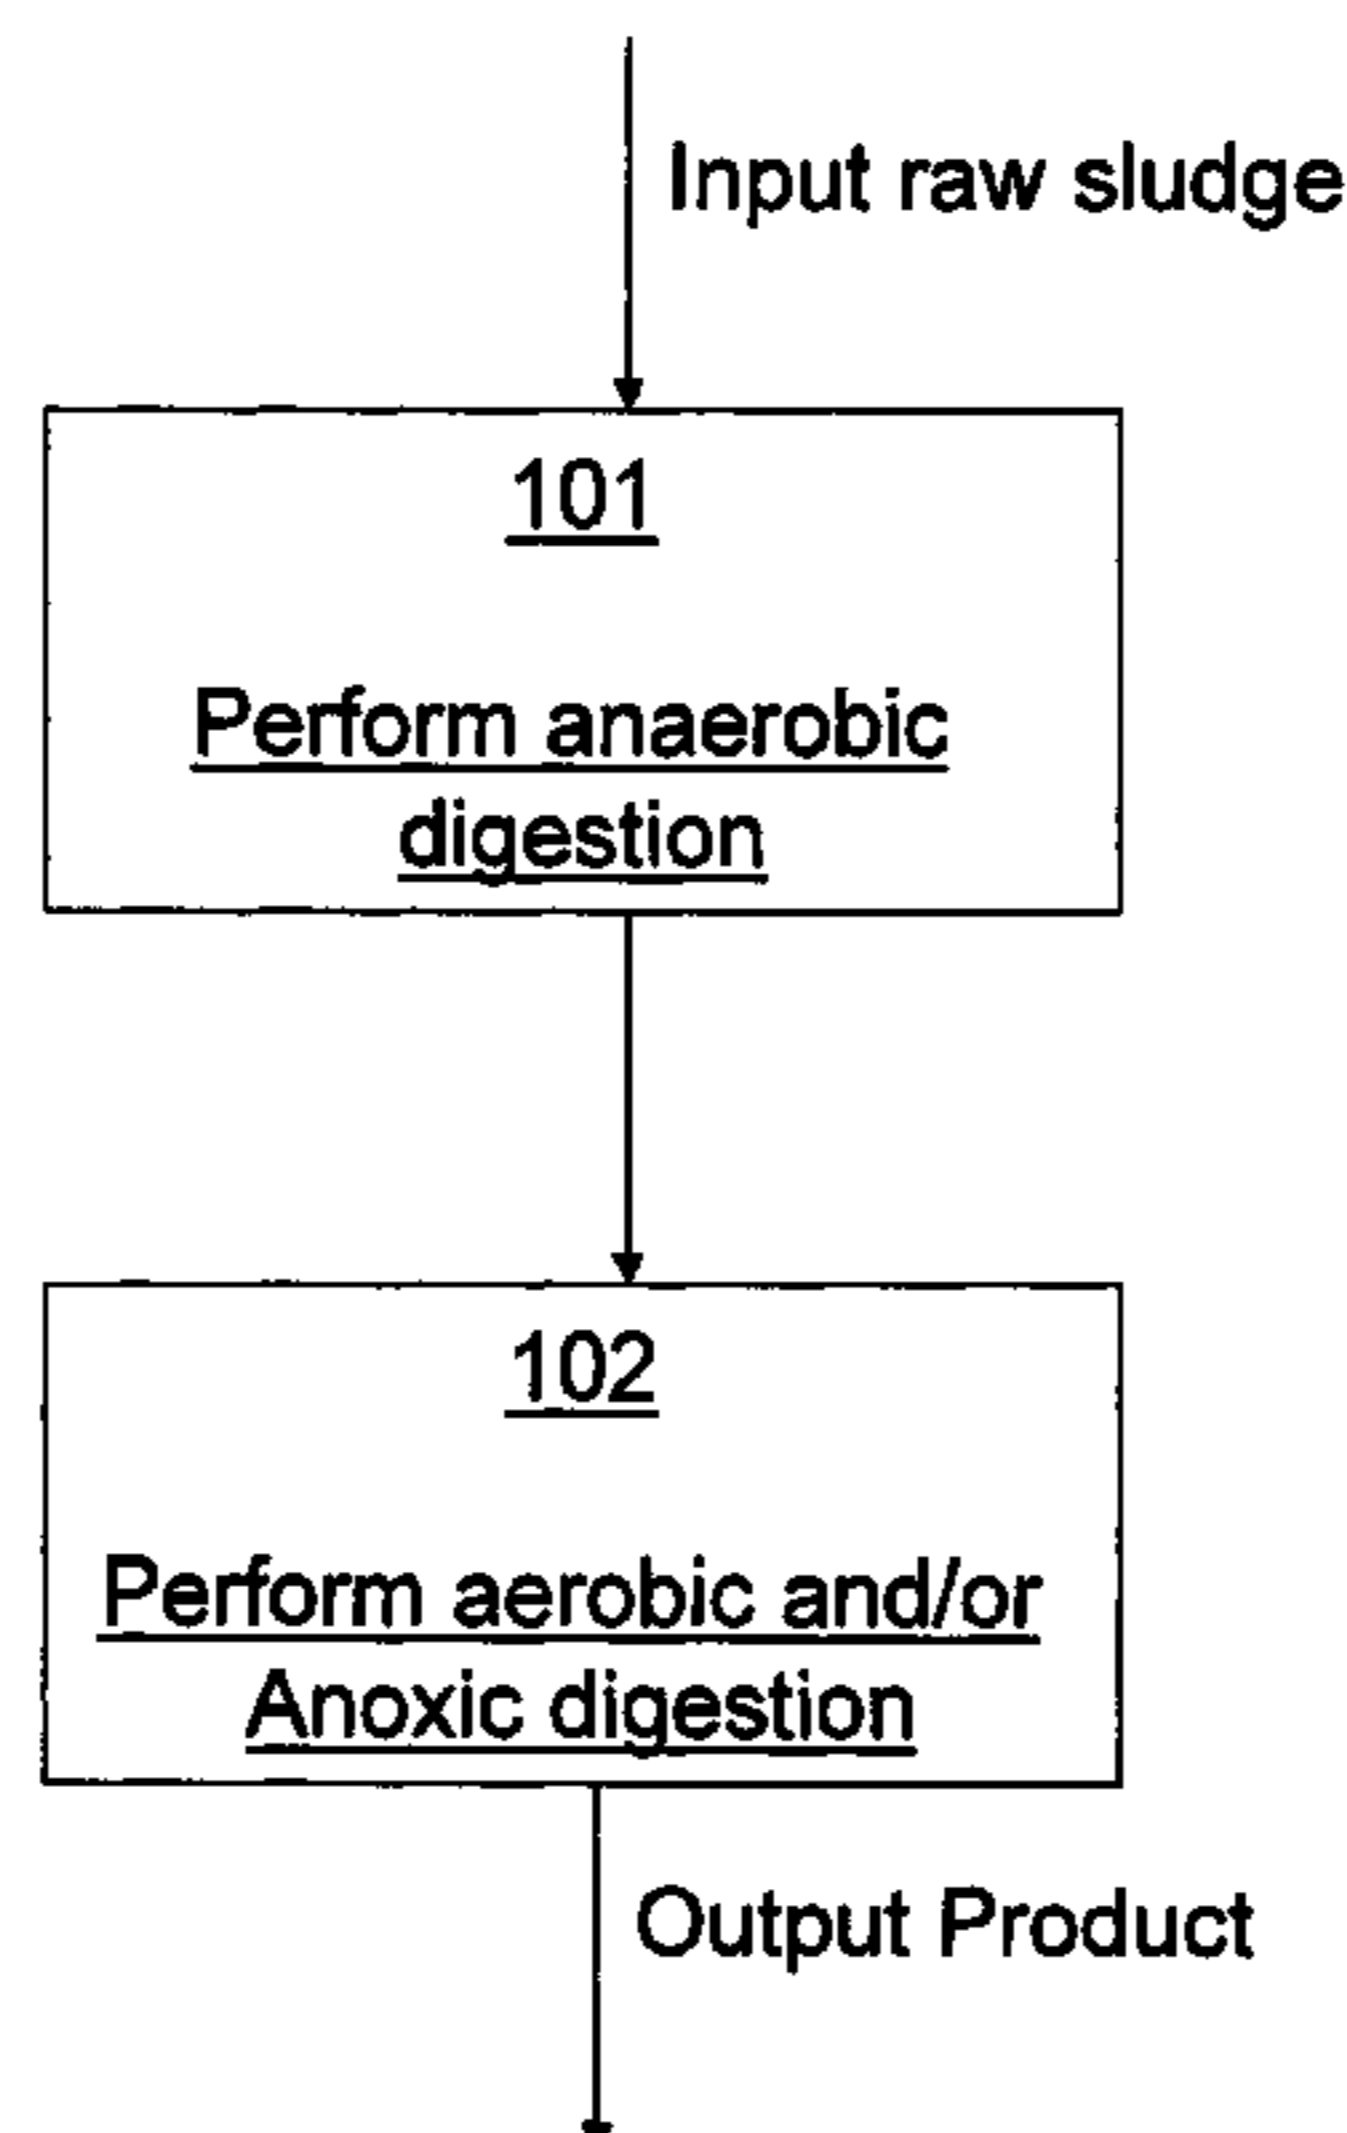 Input raw sludge
101
Perform anaerobic
digestion
102
Perform aerobic and/or
Anoxic digestion
Output Product